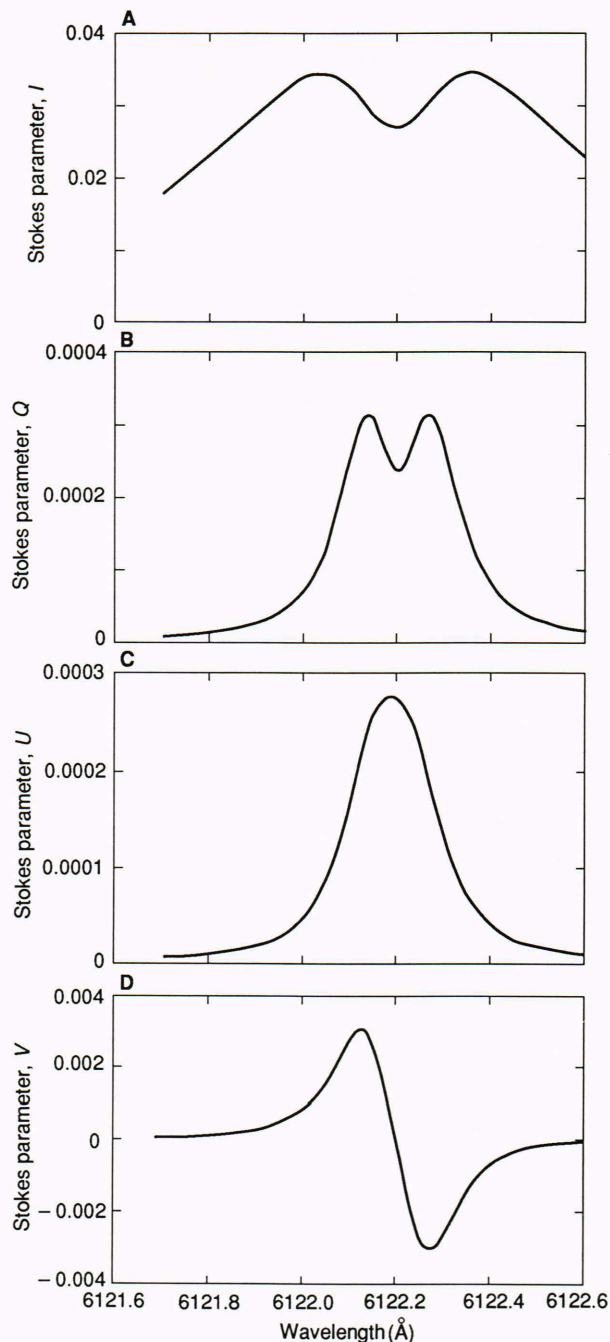 A
0.04
0.02
0
Stokes parameter, I
B
0.0004
0.0002
0
Stokes parameter, Q
C
0.0003
0.0002
0.0001
0
Stokes parameter, U
D
0.004
0.002
0
−0.002
−0.004
Stokes parameter, V
6121.6 6121.8 6122.0 6122.2 6122.4 6122.6
Wavelength (Å)